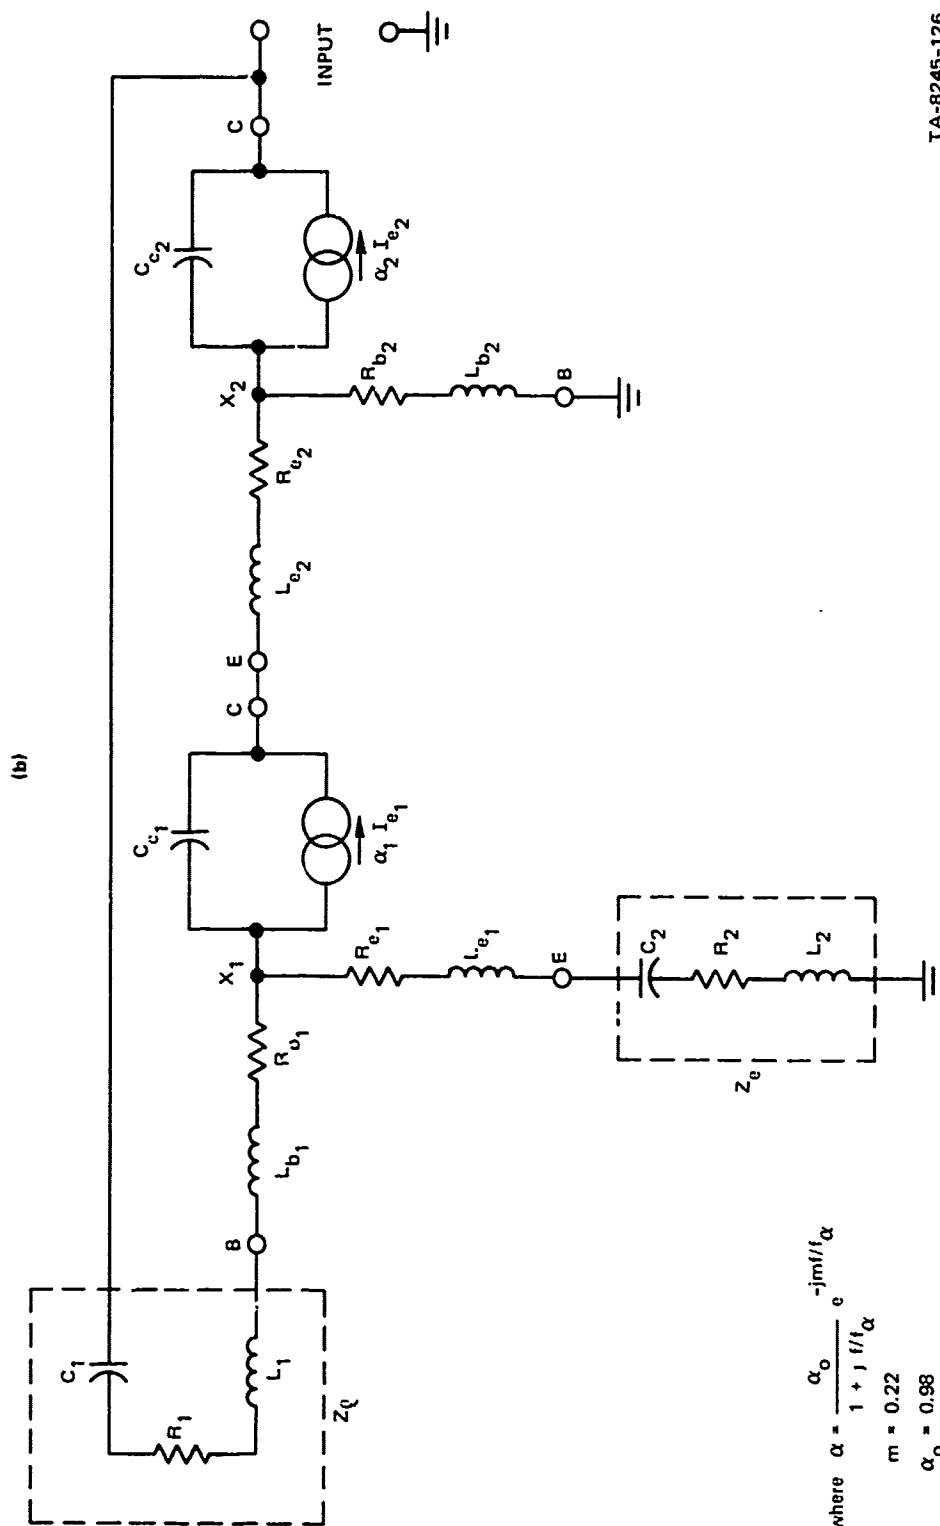 (b)
C1
R1
L1
Zℓ
B
Lb1
Rb1
X1
Re1
Le1
E
C2
R2
L2
Ze
Cc1
α1 Ie1
C
E
Le2
Re2
X2
Rb2
Lb2
B
Cc2
α2 Ie2
C
INPUT
where α = αo / (1 + j f/fα) e^(-jmf/fα)
m = 0.22
αo = 0.98
TA-8245-126